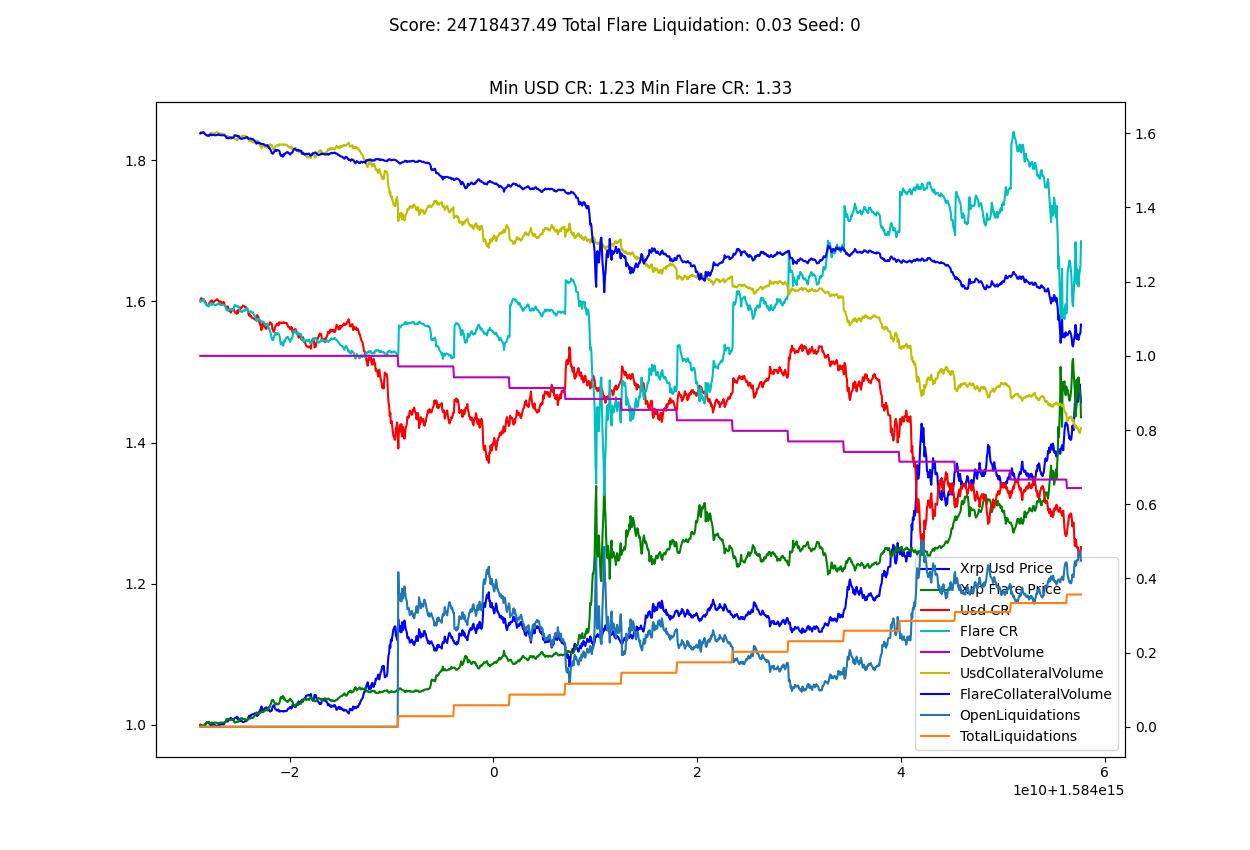 Score: 24718437.49 Total Flare Liquidation: 0.03 Seed: 0
Min USD CR: 1.23 Min Flare CR: 1.33
1.8
1.6
1.4
1.2
1.0
1.6
1.4
1.2
1.0
0.8
0.6
0.4
0.2
0.0
Xrp Usd Price
Xrp Flare Price
Usd CR
Flare CR
DebtVolume
UsdCollateralVolume
FlareCollateralVolume
OpenLiquidations
TotalLiquidations
−2 0 2 4 6
1e10+1.584e15